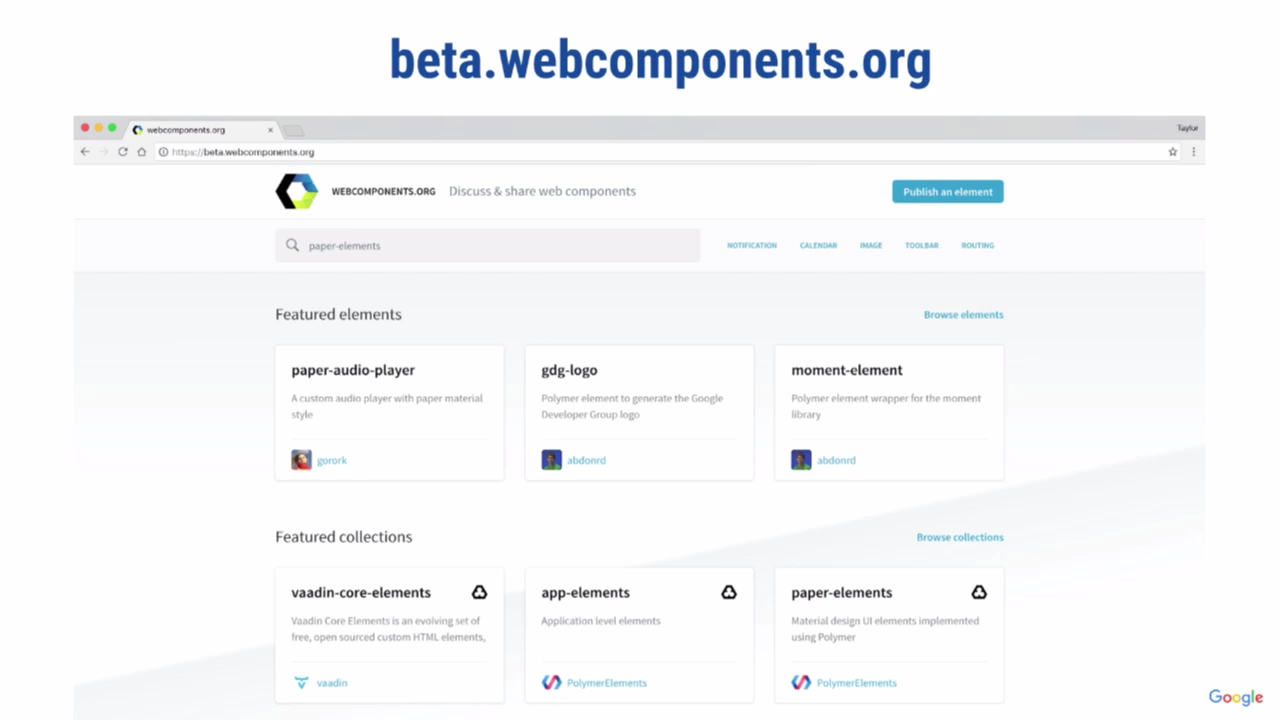 beta.webcomponents.org
webcomponents.org
Taylor
https://beta.webcomponents.org
WEBCOMPONENTS.ORG Discuss & share web components Publish an element
paper-elements NOTIFICATION CALENDAR IMAGE TOOLBAR ROUTING
Featured elements Browse elements
paper-audio-player
A custom audio player with paper material
style
gorork
gdg-logo
Polymer element to generate the Google
Developer Group logo
abdonrd
moment-element
Polymer element wrapper for the moment
library
abdonrd
Featured collections Browse collections
vaadin-core-elements
Vaadin Core Elements is an evolving set of
free, open sourced custom HTML elements,
vaadin
app-elements
Application level elements
PolymerElements
paper-elements
Material design UI elements implemented
using Polymer
PolymerElements
Google